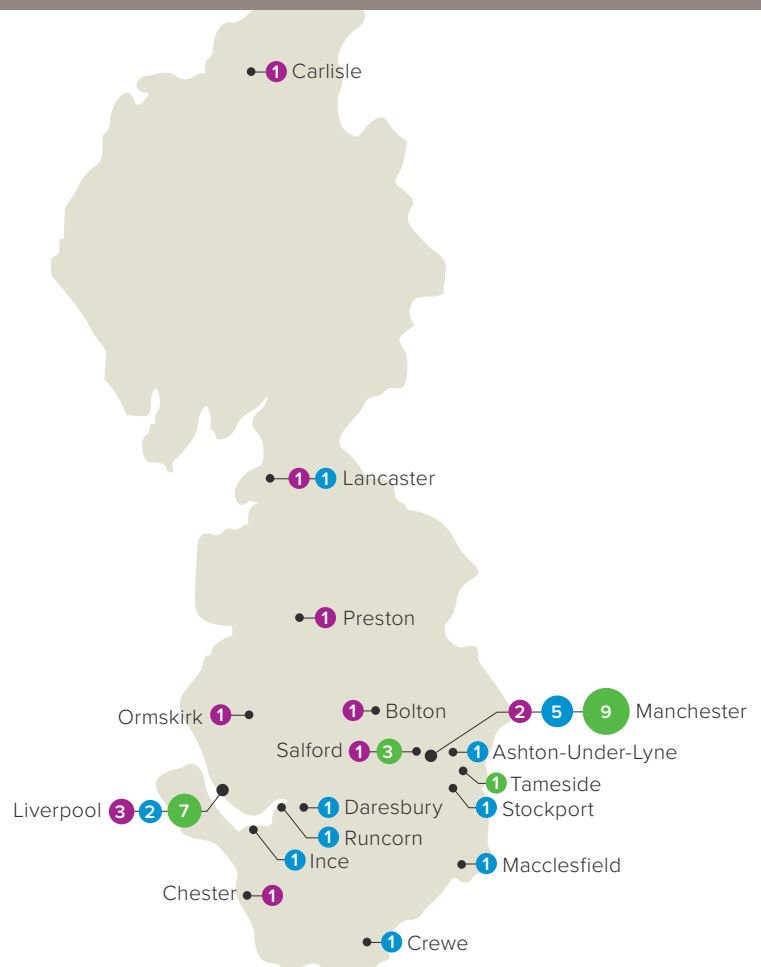 1 Carlisle
1 1 Lancaster
1 Preston
Ormskirk 1
1 Bolton
2 5 9 Manchester
Salford 1 3
1 Ashton-Under-Lyne
1 Tameside
Liverpool 3 2 7
1 Daresbury
1 Stockport
1 Runcorn
1 Ince
1 Macclesfield
Chester 1
1 Crewe